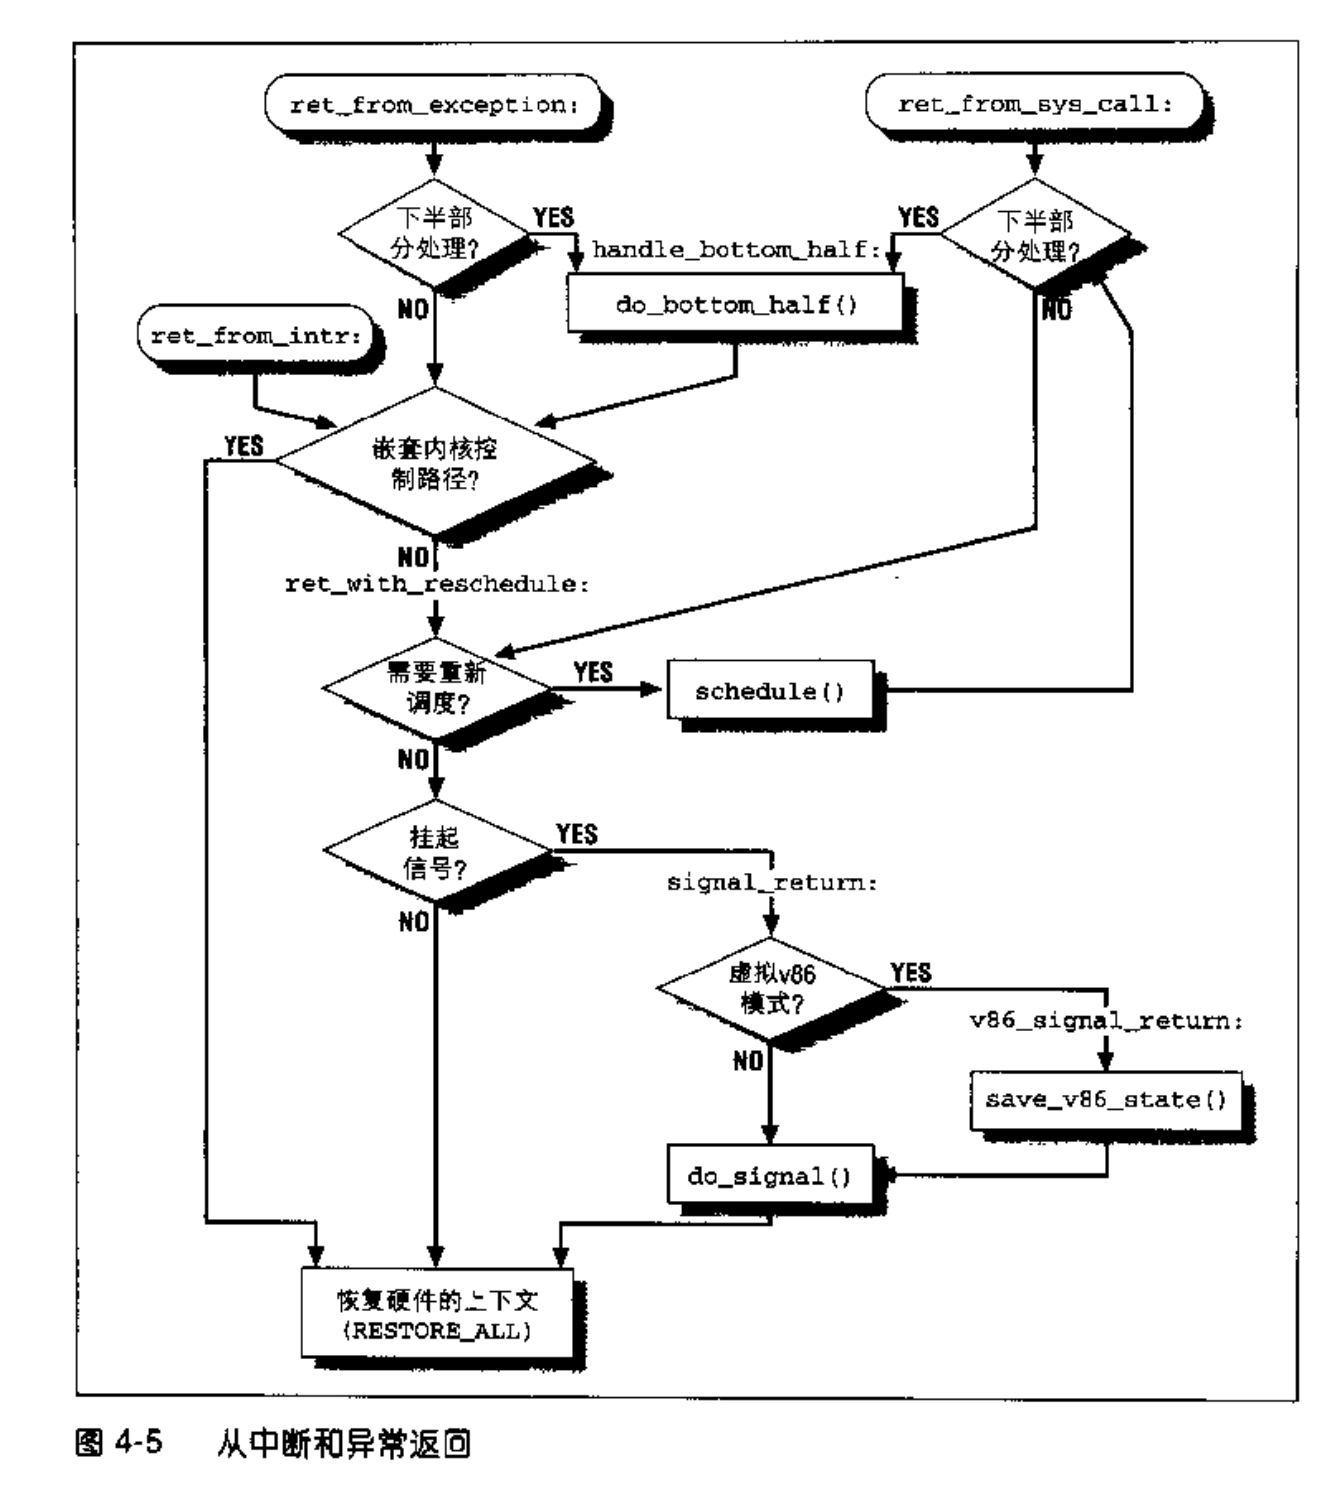 ret_from_exception:
ret_from_sys_call:
下半部
分处理?
YES
NO
handle_bottom_half:
do_bottom_half()
YES
下半部
分处理?
NO
ret_from_intr:
嵌套内核控
制路径?
YES
NO
ret_with_reschedule:
需要重新
调度?
YES
schedule()
NO
挂起
信号?
YES
signal_return:
NO
虚拟v86
模式?
YES
v86_signal_return:
save_v86_state()
NO
do_signal()
恢复硬件的上下文
(RESTORE_ALL)
图 4-5 从中断和异常返回